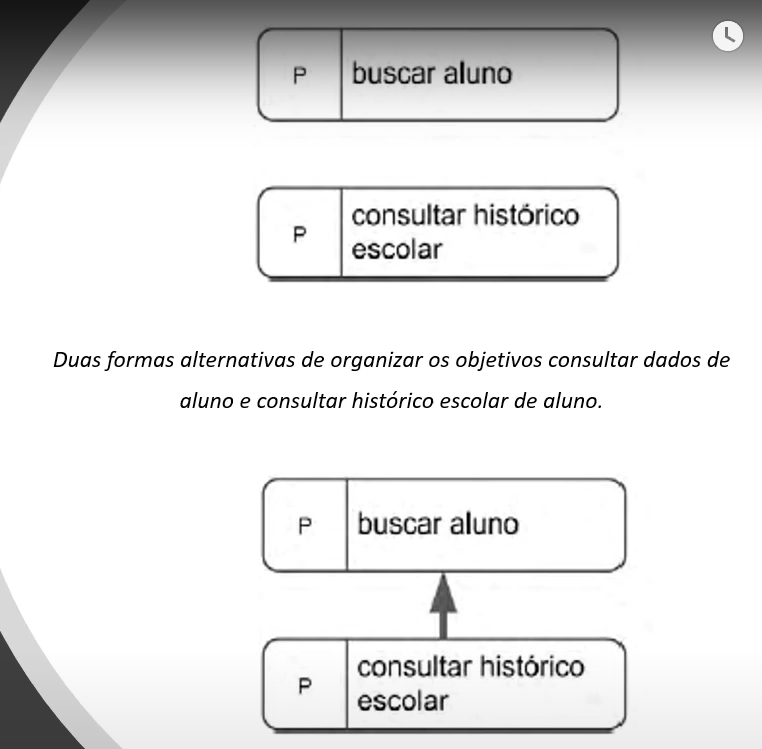 P buscar aluno
P consultar histórico
escolar
Duas formas alternativas de organizar os objetivos consultar dados de
aluno e consultar histórico escolar de aluno.
P buscar aluno
P consultar histórico
escolar